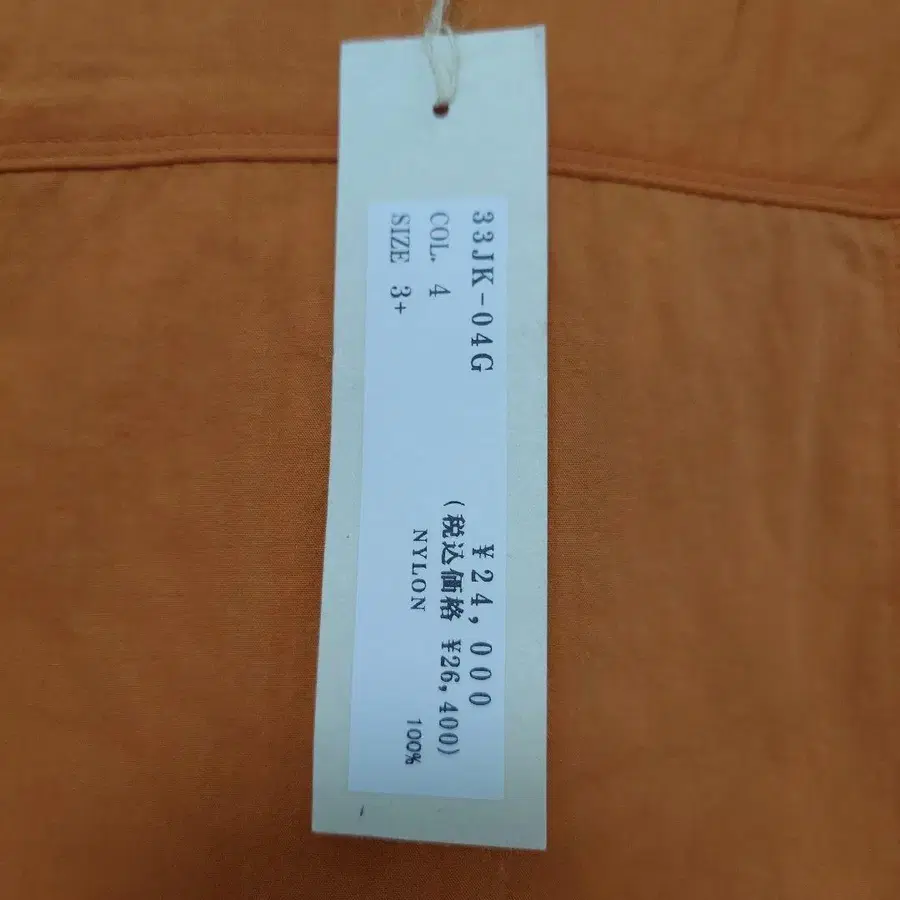 33JK-04G
COL. 4
SIZE 3+
¥24,000
(税込価格 ¥26,400)
NYLON 100%